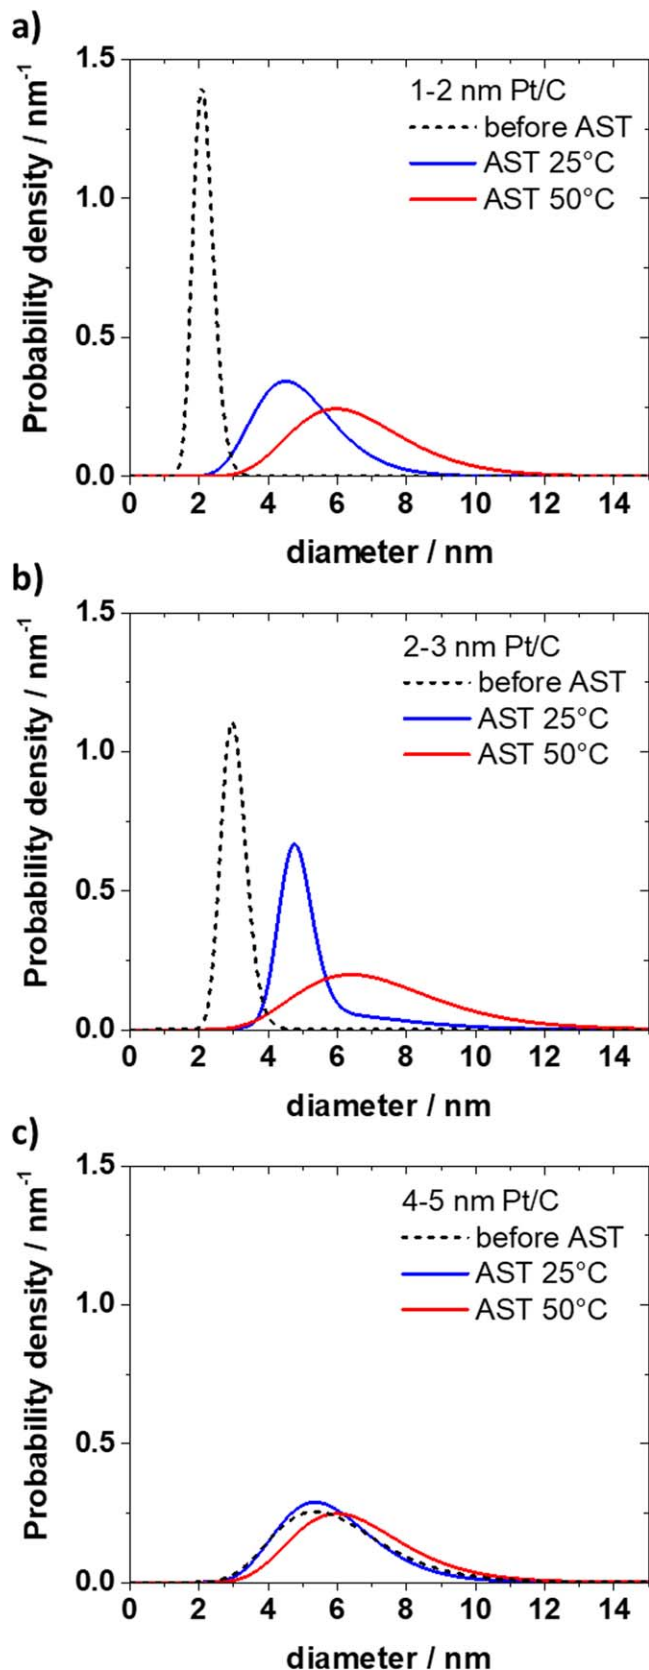 a)
1.5
1-2 nm Pt/C
before AST
AST 25°C
AST 50°C
1.0
0.5
0.0
Probability density / nm⁻¹
0 2 4 6 8 10 12 14
diameter / nm
b)
1.5
2-3 nm Pt/C
before AST
AST 25°C
AST 50°C
1.0
0.5
0.0
Probability density / nm⁻¹
0 2 4 6 8 10 12 14
diameter / nm
c)
1.5
4-5 nm Pt/C
before AST
AST 25°C
AST 50°C
1.0
0.5
0.0
Probability density / nm⁻¹
0 2 4 6 8 10 12 14
diameter / nm